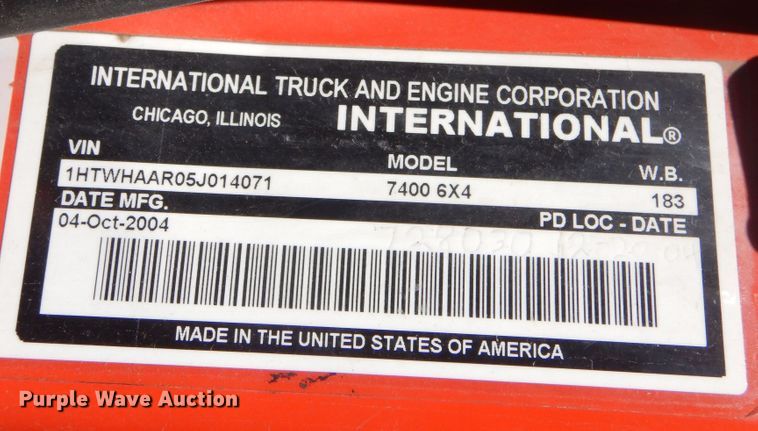 INTERNATIONAL TRUCK AND ENGINE CORPORATION
CHICAGO, ILLINOIS INTERNATIONAL®
VIN MODEL W.B.
1HTWHAAR05J014071 7400 6X4 183
DATE MFG. PD LOC - DATE
04-Oct-2004 728030
MADE IN THE UNITED STATES OF AMERICA
Purple Wave Auction